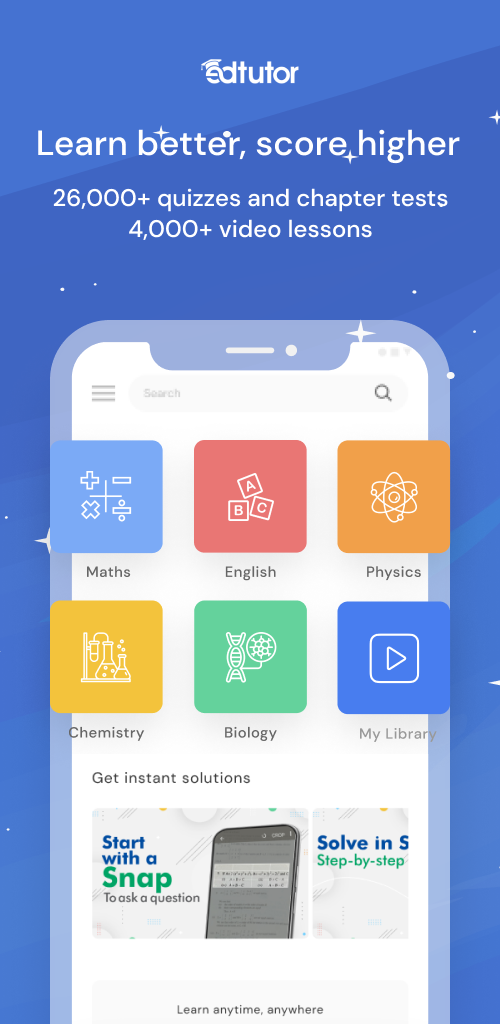 edtutor
Learn better, score higher
26,000+ quizzes and chapter tests
4,000+ video lessons
Search
A
B C
Maths
English
Physics
Chemistry
Biology
My Library
Get instant solutions
Start
with a
Snap
To ask a question
CROP
Solve in S
Step-by-step
Learn anytime, anywhere